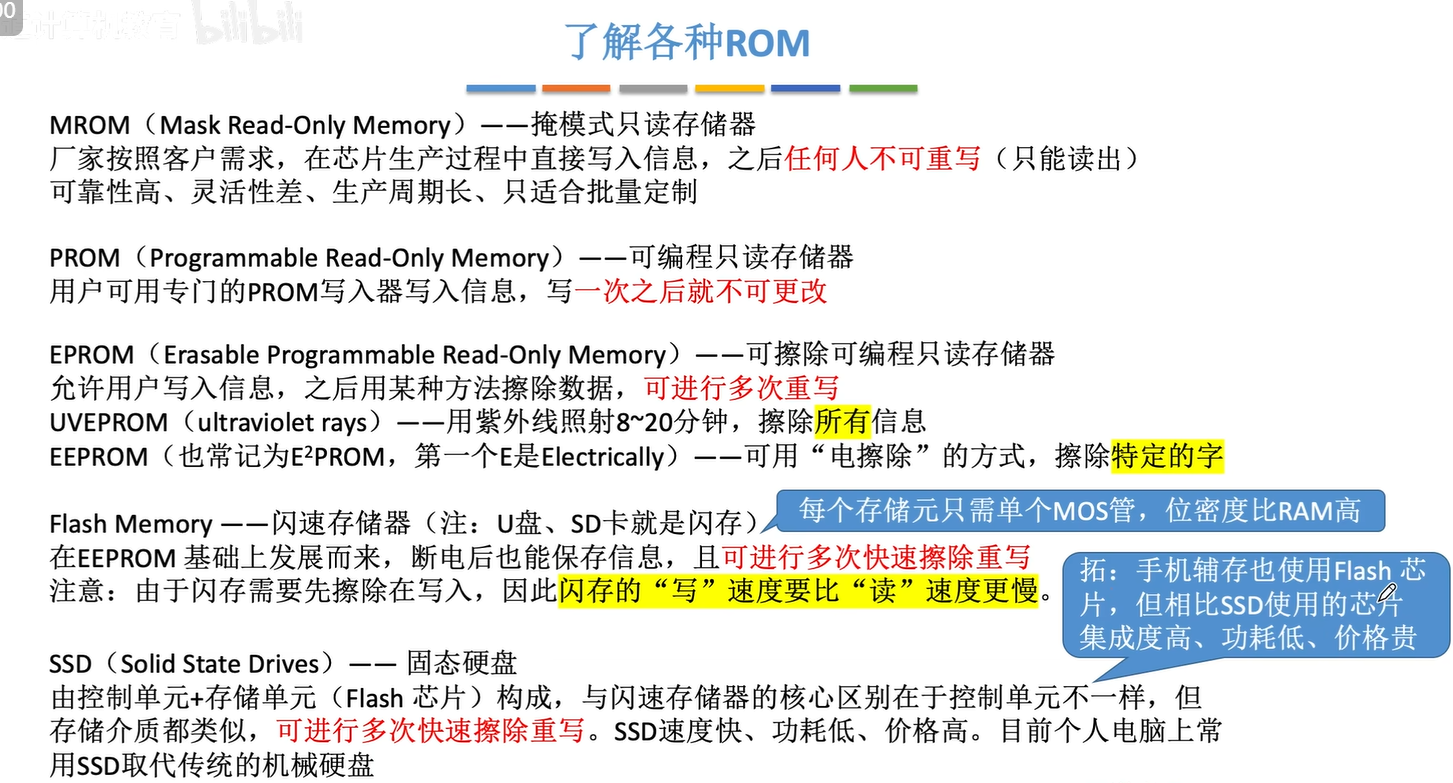 00
计算机教育
bilibili
了解各种ROM
MROM（Mask Read-Only Memory）——掩模式只读存储器
厂家按照客户需求，在芯片生产过程中直接写入信息，之后任何人不可重写（只能读出）
可靠性高、灵活性差、生产周期长、只适合批量定制
PROM（Programmable Read-Only Memory）——可编程只读存储器
用户可用专门的PROM写入器写入信息，写一次之后就不可更改
EPROM（Erasable Programmable Read-Only Memory）——可擦除可编程只读存储器
允许用户写入信息，之后用某种方法擦除数据，可进行多次重写
UVEPROM（ultraviolet rays）——用紫外线照射8~20分钟，擦除所有信息
EEPROM（也常记为E²PROM，第一个E是Electrically）——可用“电擦除”的方式，擦除特定的字
每个存储元只需单个MOS管，位密度比RAM高
Flash Memory ——闪速存储器（注：U盘、SD卡就是闪存）
在EEPROM 基础上发展而来，断电后也能保存信息，且可进行多次快速擦除重写
注意：由于闪存需要先擦除在写入，因此闪存的“写”速度要比“读”速度更慢。
拓：手机辅存也使用Flash 芯
片，但相比SSD使用的芯片
集成度高、功耗低、价格贵
SSD（Solid State Drives）—— 固态硬盘
由控制单元+存储单元（Flash 芯片）构成，与闪速存储器的核心区别在于控制单元不一样，但
存储介质都类似，可进行多次快速擦除重写。SSD速度快、功耗低、价格高。目前个人电脑上常
用SSD取代传统的机械硬盘